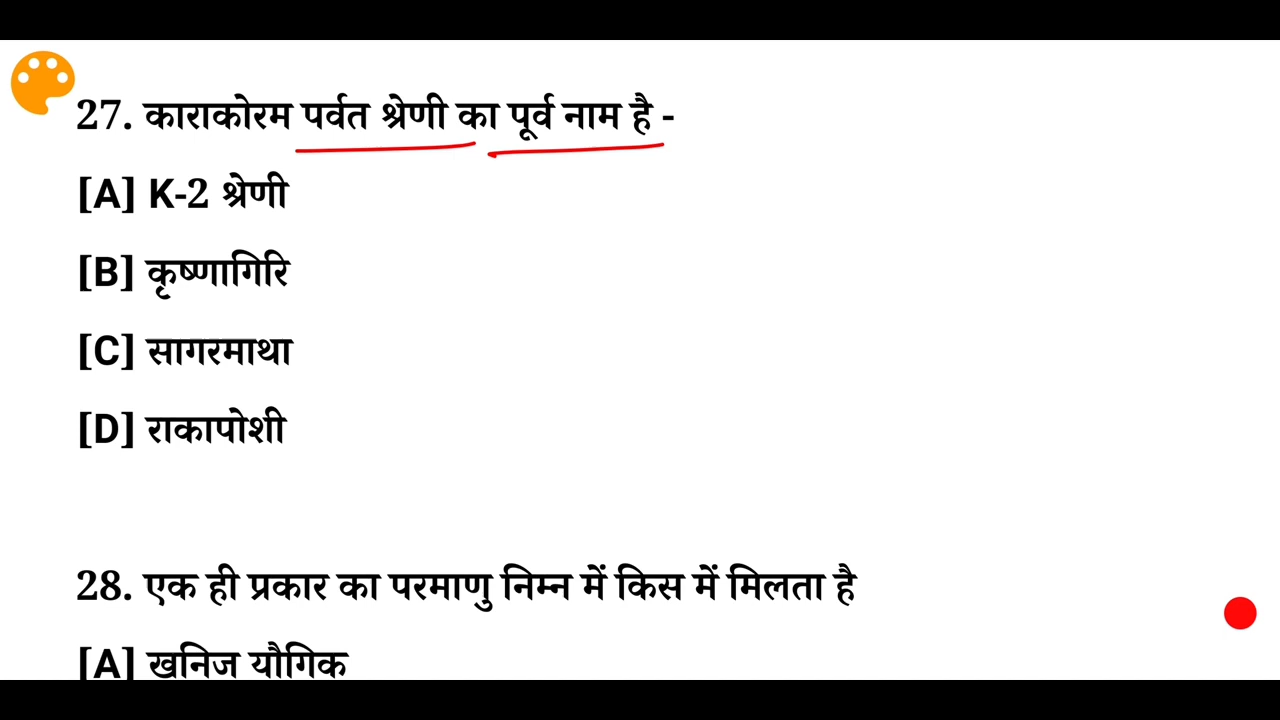 27. काराकोरम पर्वत श्रेणी का पूर्व नाम है -
[A] K-2 श्रेणी
[B] कृष्णागिरि
[C] सागरमाथा
[D] राकापोशी
28. एक ही प्रकार का परमाणु निम्न में किस में मिलता है
[A] खनिज यौगिक